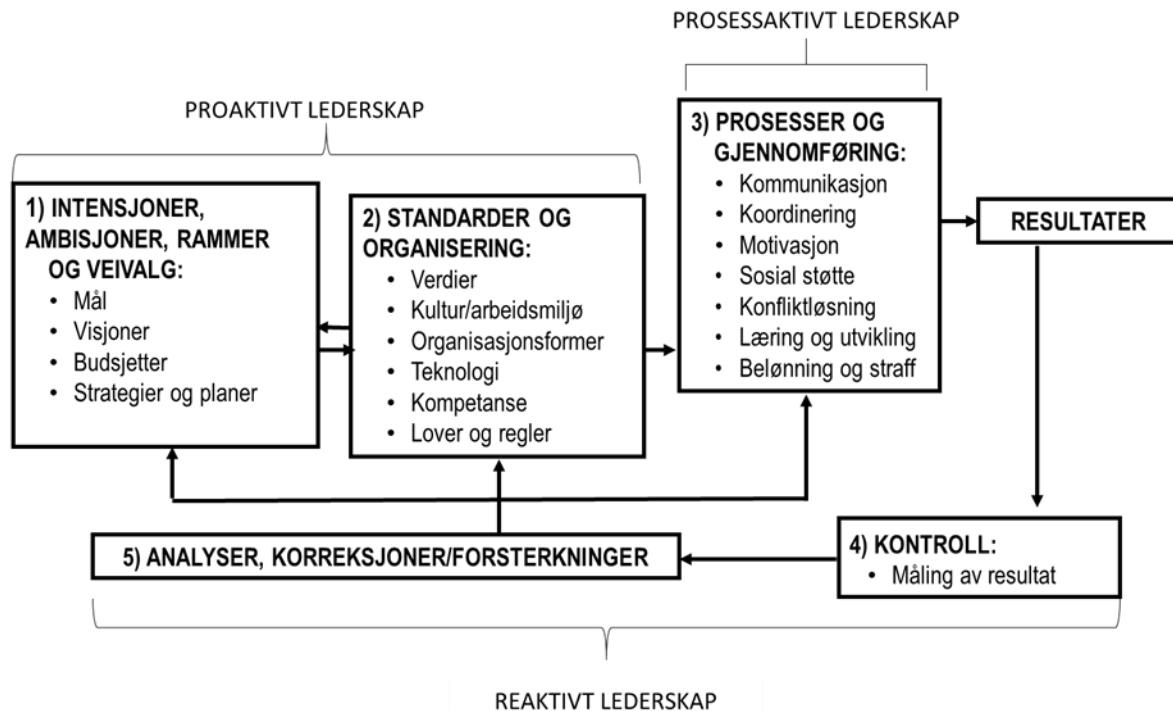 PROSESSAKTIVT LEDERSKAP
PROAKTIVT LEDERSKAP
1) INTENSJONER,
AMBISJONER, RAMMER
OG VEIVALG:
• Mål
• Visjoner
• Budsjetter
• Strategier og planer
2) STANDARDER OG
ORGANISERING:
• Verdier
• Kultur/arbeidsmiljø
• Organisasjonsformer
• Teknologi
• Kompetanse
• Lover og regler
3) PROSESSER OG
GJENNOMFØRING:
• Kommunikasjon
• Koordinering
• Motivasjon
• Sosial støtte
• Konfliktløsning
• Læring og utvikling
• Belønning og straff
RESULTATER
4) KONTROLL:
• Måling av resultat
5) ANALYSER, KORREKSJONER/FORSTERKNINGER
REAKTIVT LEDERSKAP